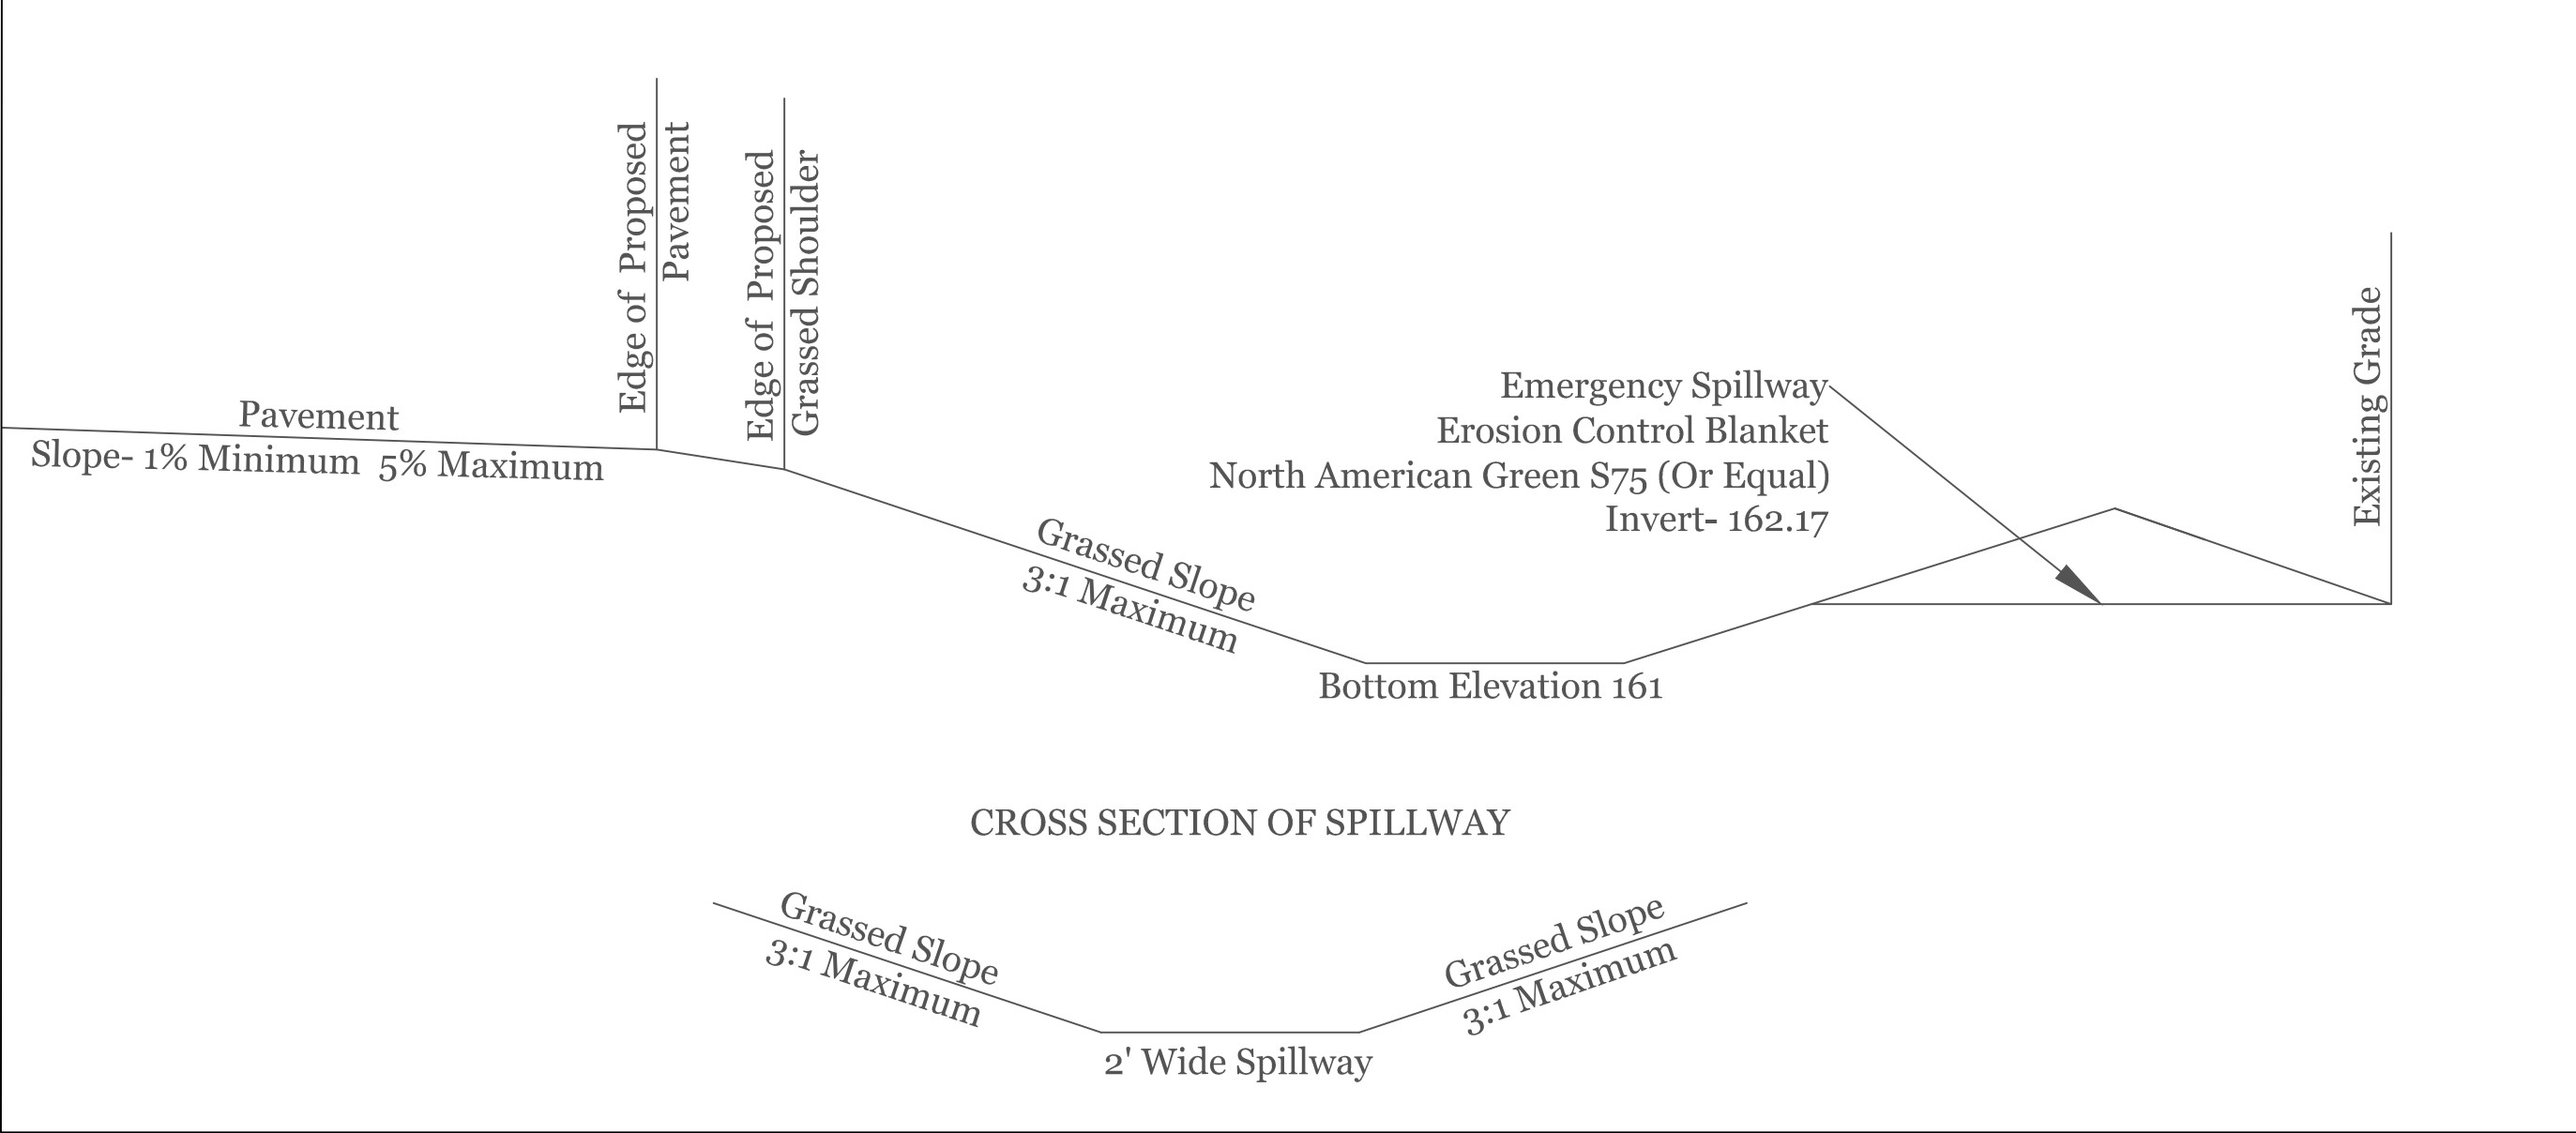 Edge of Proposed
Pavement
Edge of Proposed
Grassed Shoulder
Pavement
Slope- 1% Minimum 5% Maximum
Grassed Slope
3:1 Maximum
Emergency Spillway
Erosion Control Blanket
North American Green S75 (Or Equal)
Invert- 162.17
Existing Grade
Bottom Elevation 161
CROSS SECTION OF SPILLWAY
Grassed Slope
3:1 Maximum
Grassed Slope
3:1 Maximum
2' Wide Spillway